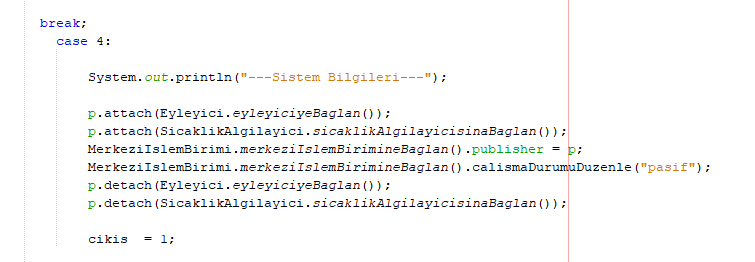 break;
case 4:
System.out.println("---Sistem Bilgileri---");
p.attach(Eyleyici.eyleyiciyeBaglan());
p.attach(SicaklikAlgilayici.sicaklikAlgilayicisinaBaglan());
MerkeziIslemBirimi.merkeziIslemBirimineBaglan().publisher = p;
MerkeziIslemBirimi.merkeziIslemBirimineBaglan().calismaDurumuDuzenle("pasif");
p.detach(Eyleyici.eyleyiciyeBaglan());
p.detach(SicaklikAlgilayici.sicaklikAlgilayicisinaBaglan());
cikis  = 1;